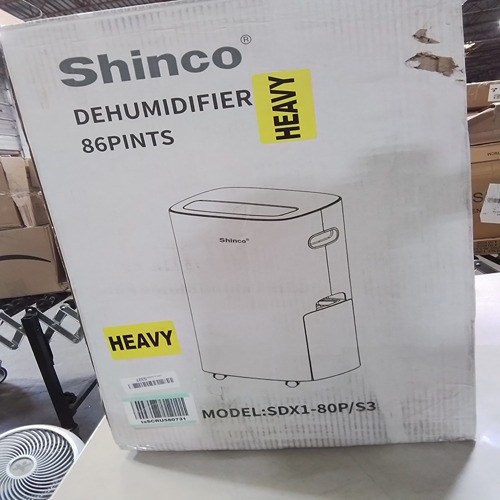 Shinco®
DEHUMIDIFIER
86PINTS
HEAVY
Shinco®
HEAVY
MODEL:SDX1-80P/S3